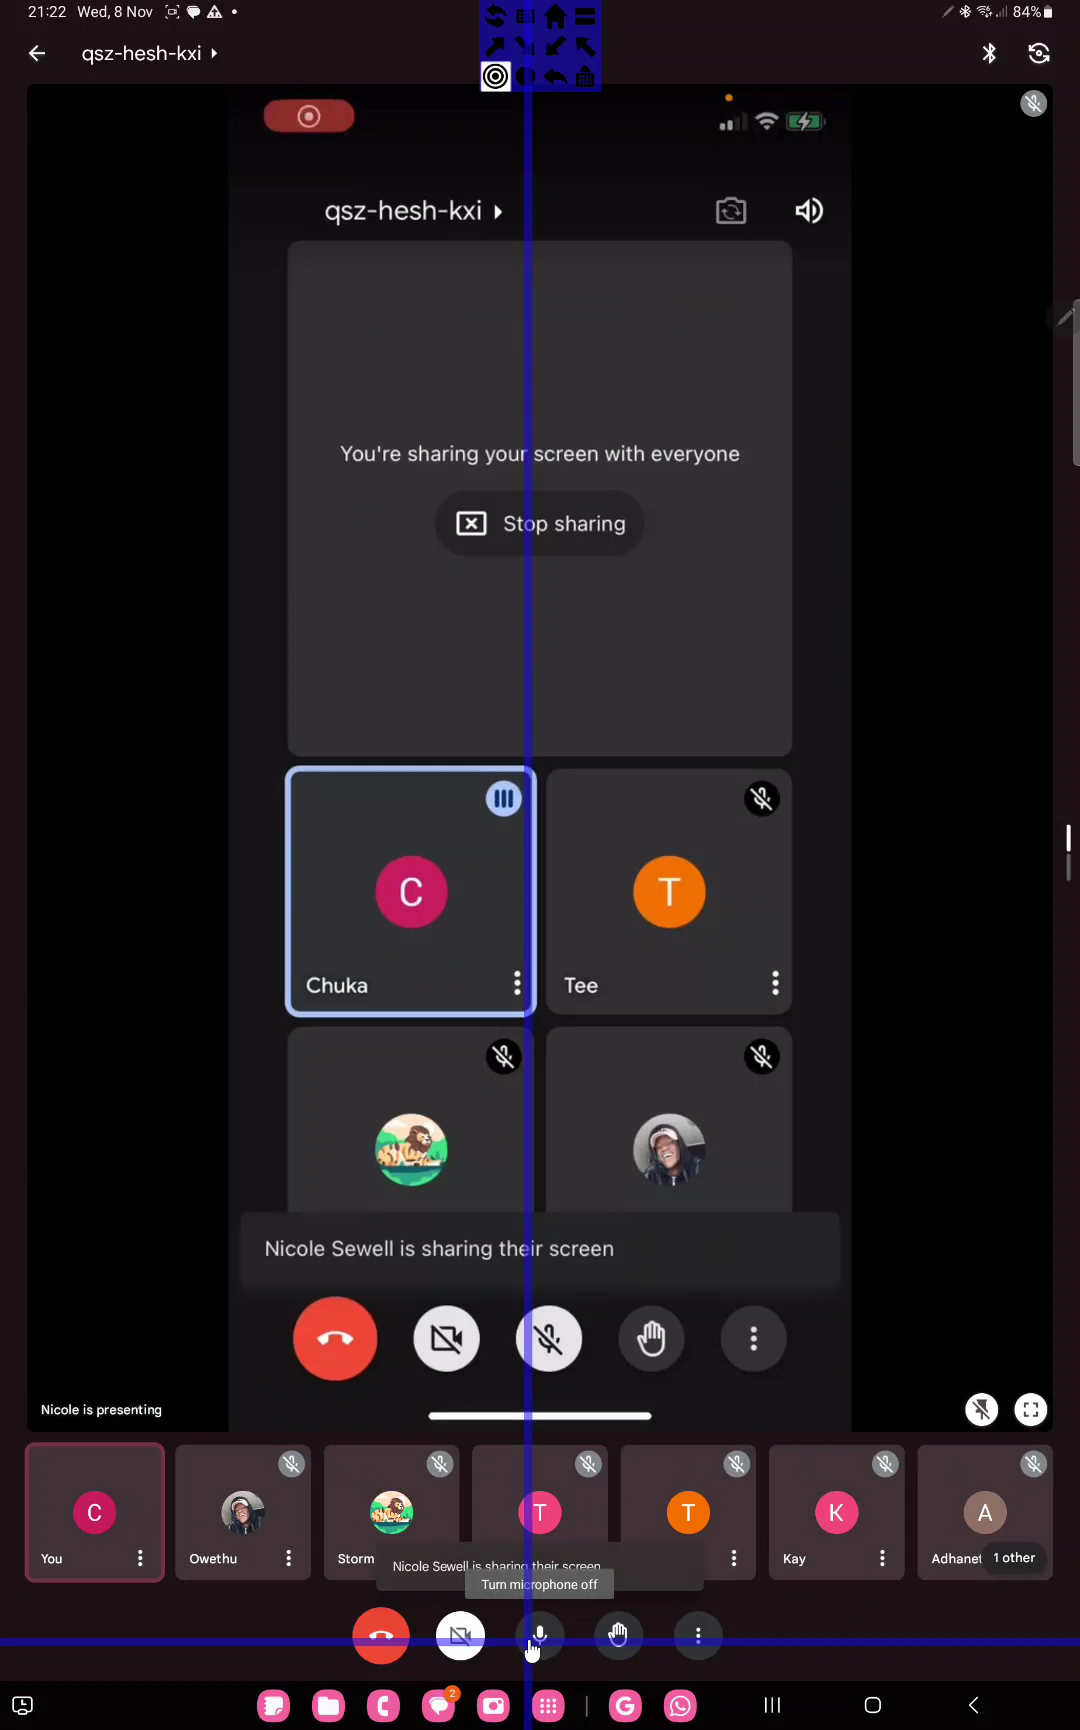 21:22 Wed, 8 Nov
84%
qsz-hesh-kxi
qsz-hesh-kxi
You're sharing your screen with everyone
Stop sharing
C
T
Chuka
Tee
Nicole Sewell is sharing their screen
Nicole is presenting
C
T
T
K
A
You
Owethu
Storm
Kay
Adhanet
1 other
Nicole Sewell is sharing their screen
Turn microphone off
2
G